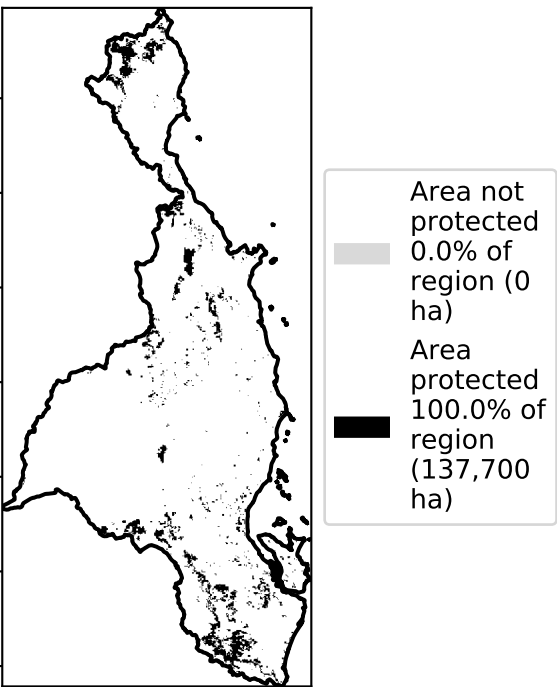 Area not
protected
0.0% of
region (0
ha)
Area
protected
100.0% of
region
(137,700
ha)